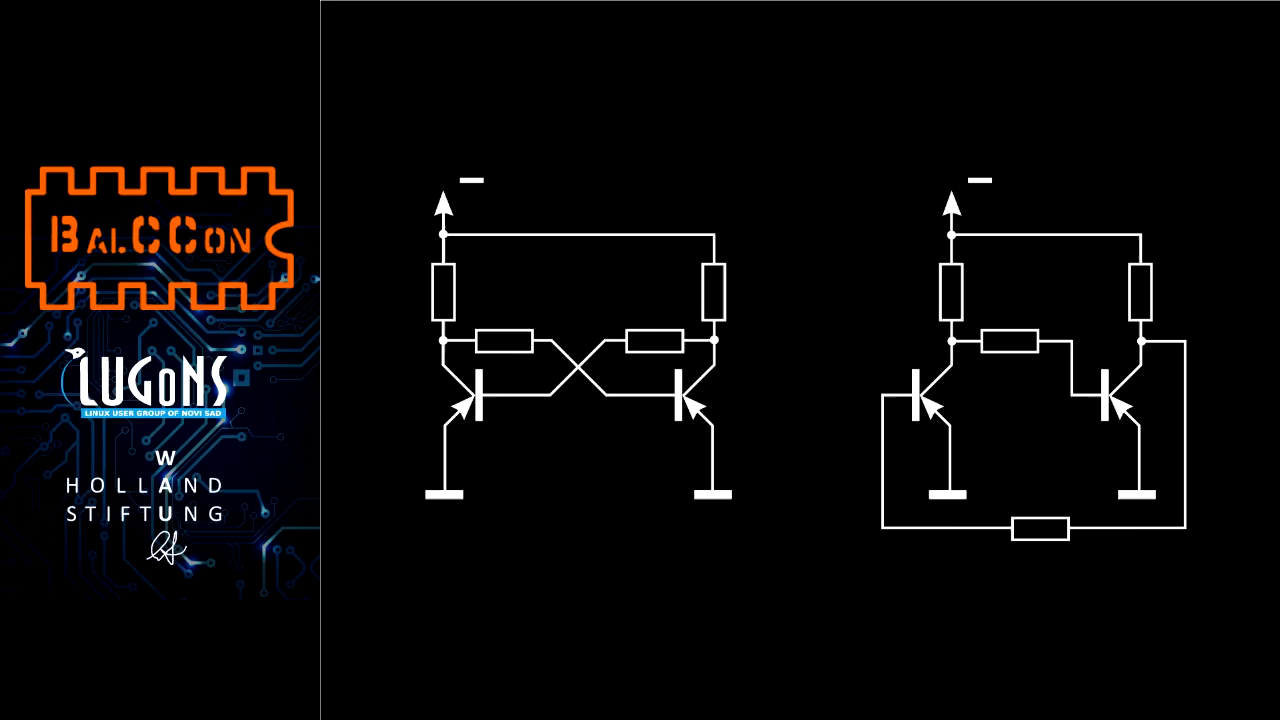 BALCCON
LUGoNS
LINUX USER GROUP OF NOVI SAD
W
HOLLAND
STIFTUNG